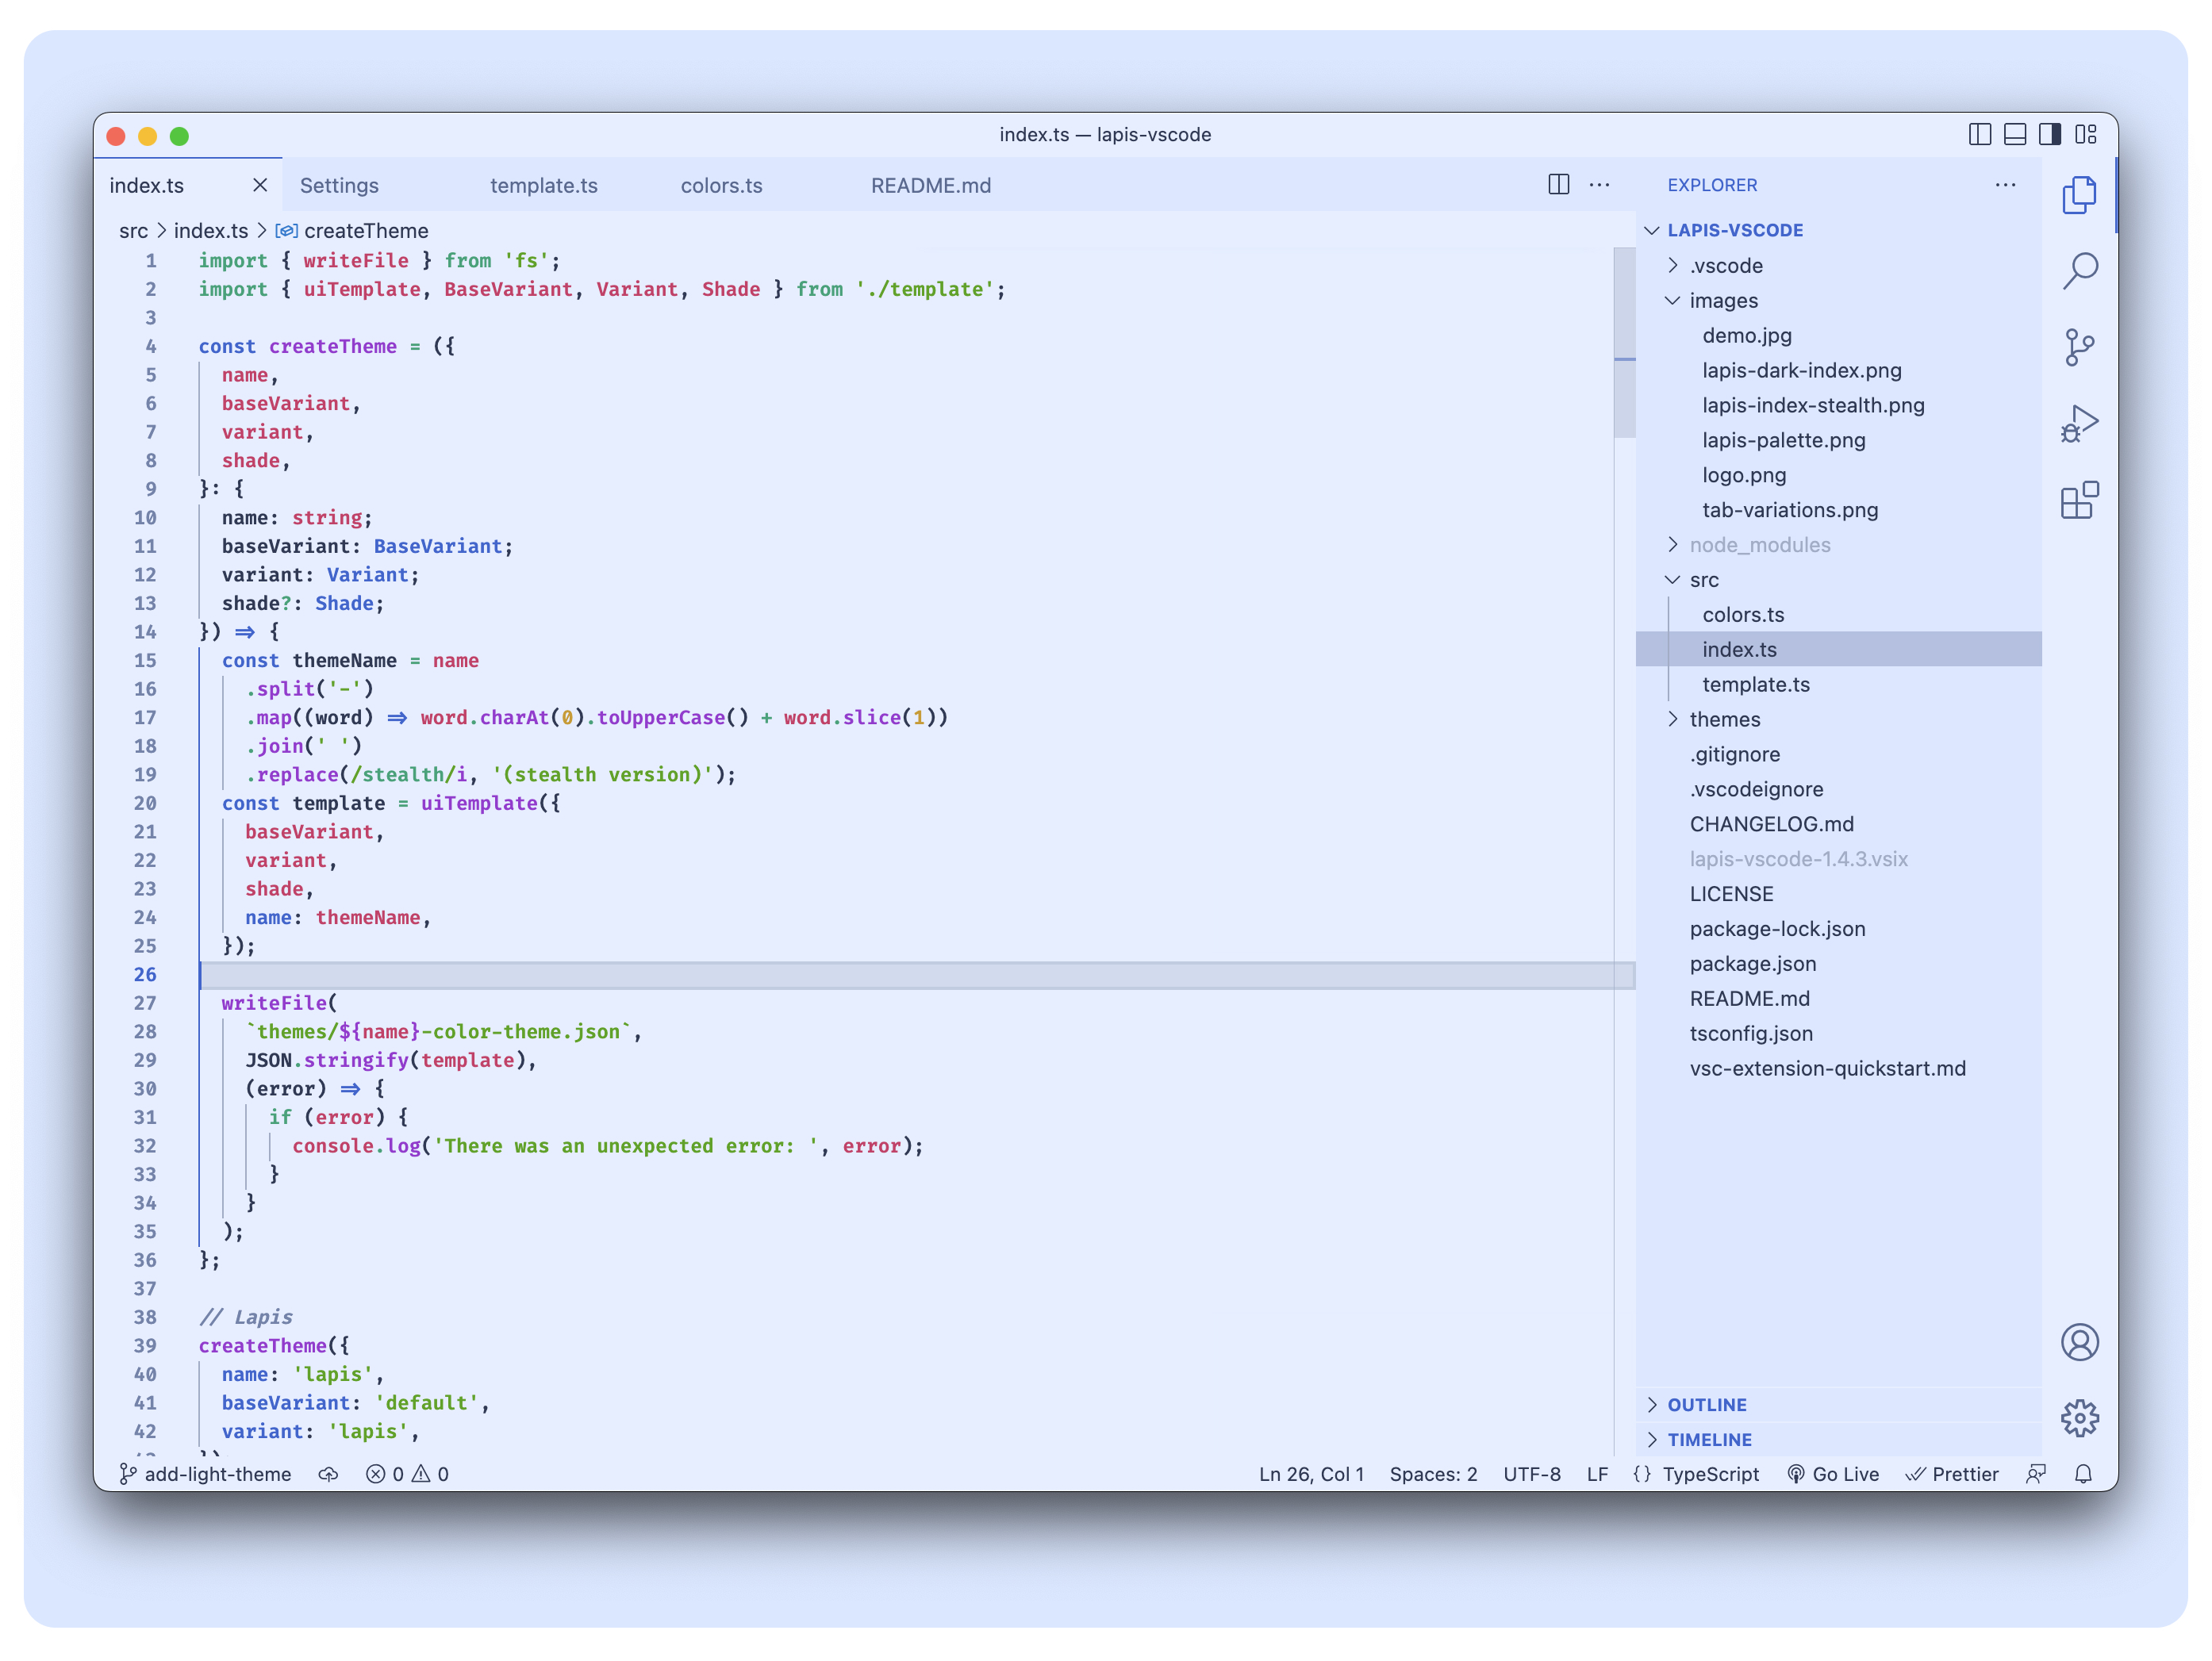 index.ts — lapis-vscode
index.ts Settings template.ts colors.ts README.md
src > index.ts > createTheme
1 import { writeFile } from 'fs';
2 import { uiTemplate, BaseVariant, Variant, Shade } from './template';
3
4 const createTheme = ({
5   name,
6   baseVariant,
7   variant,
8   shade,
9 }: {
10   name: string;
11   baseVariant: BaseVariant;
12   variant: Variant;
13   shade?: Shade;
14 }) => {
15   const themeName = name
16     .split('-')
17     .map((word) => word.charAt(0).toUpperCase() + word.slice(1))
18     .join(' ')
19     .replace(/stealth/i, '(stealth version)');
20   const template = uiTemplate({
21     baseVariant,
22     variant,
23     shade,
24     name: themeName,
25   });
26
27   writeFile(
28     `themes/${name}-color-theme.json`,
29     JSON.stringify(template),
30     (error) => {
31       if (error) {
32         console.log('There was an unexpected error: ', error);
33       }
34     }
35   );
36 };
37
38 // Lapis
39 createTheme({
40   name: 'lapis',
41   baseVariant: 'default',
42   variant: 'lapis',
EXPLORER
LAPIS-VSCODE
.vscode
images
demo.jpg
lapis-dark-index.png
lapis-index-stealth.png
lapis-palette.png
logo.png
tab-variations.png
node_modules
src
colors.ts
index.ts
template.ts
themes
.gitignore
.vscodeignore
CHANGELOG.md
lapis-vscode-1.4.3.vsix
LICENSE
package-lock.json
package.json
README.md
tsconfig.json
vsc-extension-quickstart.md
OUTLINE
TIMELINE
add-light-theme 0 0 Ln 26, Col 1 Spaces: 2 UTF-8 LF {} TypeScript Go Live Prettier